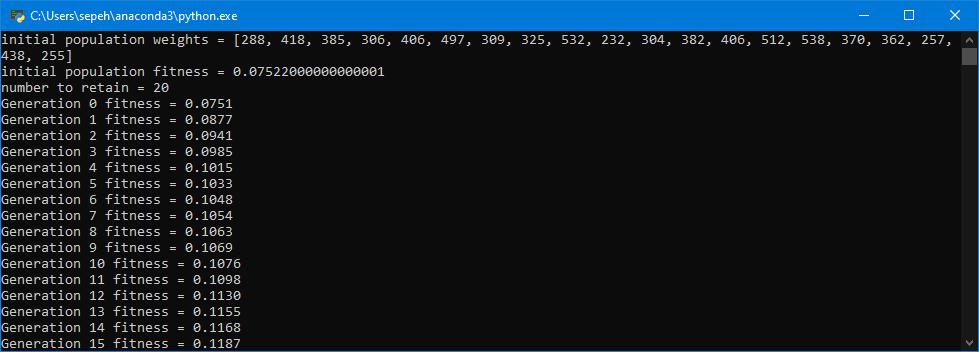 C:\Users\sepeh\anaconda3\python.exe
initial population weights = [288, 418, 385, 306, 406, 497, 309, 325, 532, 232, 304, 382, 406, 512, 538, 370, 362, 257,
438, 255]
initial population fitness = 0.07522000000000001
number to retain = 20
Generation 0 fitness = 0.0751
Generation 1 fitness = 0.0877
Generation 2 fitness = 0.0941
Generation 3 fitness = 0.0985
Generation 4 fitness = 0.1015
Generation 5 fitness = 0.1033
Generation 6 fitness = 0.1048
Generation 7 fitness = 0.1054
Generation 8 fitness = 0.1063
Generation 9 fitness = 0.1069
Generation 10 fitness = 0.1076
Generation 11 fitness = 0.1098
Generation 12 fitness = 0.1130
Generation 13 fitness = 0.1155
Generation 14 fitness = 0.1168
Generation 15 fitness = 0.1187